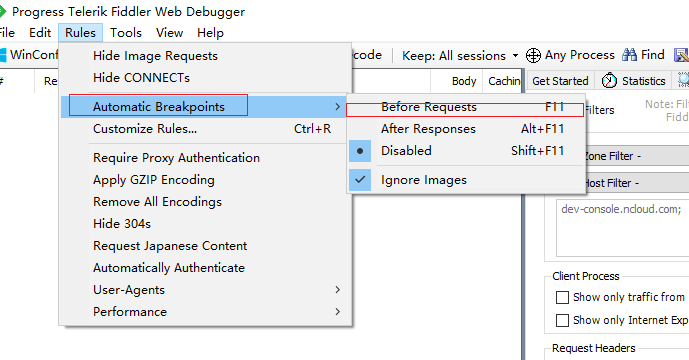 Progress Telerik Fiddler Web Debugger
File Edit Rules Tools View Help
WinConfig code Keep: All sessions Any Process Find
# Re Body Caching Get Started Statistics
Hide Image Requests
Hide CONNECTs
Automatic Breakpoints
Customize Rules... Ctrl+R
Require Proxy Authentication
Apply GZIP Encoding
Remove All Encodings
Hide 304s
Request Japanese Content
Automatically Authenticate
User-Agents
Performance
Before Requests F11
After Responses Alt+F11
Disabled Shift+F11
Ignore Images
Filters Note: Fil
Fidd
Zone Filter -
Host Filter -
dev-console.ncloud.com;
Client Process
Show only traffic from
Show only Internet Exp
Request Headers